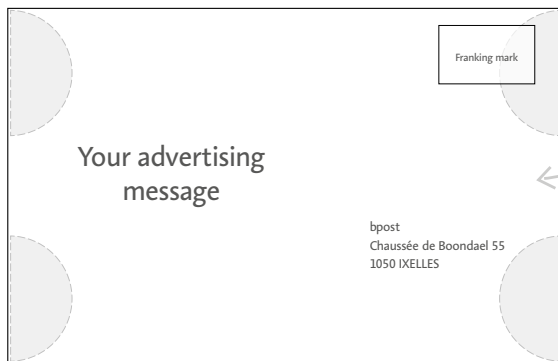 Franking mark
Your advertising
message
bpost
Chaussée de Boondael 55
1050 IXELLES